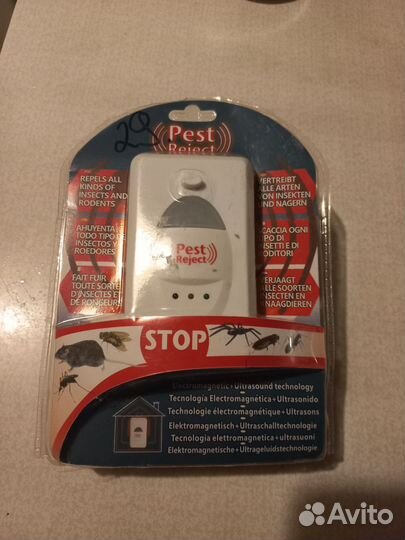 29
Pest
Reject
REPELS ALL
KINDS OF
INSECTS AND
RODENTS
AHUYENTA
TODO TIPO DE
INSECTOS Y
ROEDORES
FAIT FUIR
TOUTE SORTE
D'INSECTES ET
DE RONGEURS
VERTREIBT
ALLE ARTEN
VON INSEKTEN
UND NAGERN
SCACCIA OGNI
TIPO DI
INSETTI E DI
RODITORI
VERJAAGT
ALLE SOORTEN
INSECTEN EN
KNAAGDIEREN
Pest
Reject
STOP
Electromagnetic+Ultrasound technology
Tecnología Electromagnética+Ultrasonido
Technologie électromagnétique+Ultrasons
Elektromagnetisch+Ultraschalltechnologie
Tecnologia elettromagnetica+ultrasuoni
Elektromagnetische+Ultrageluidstechnologie
Avito